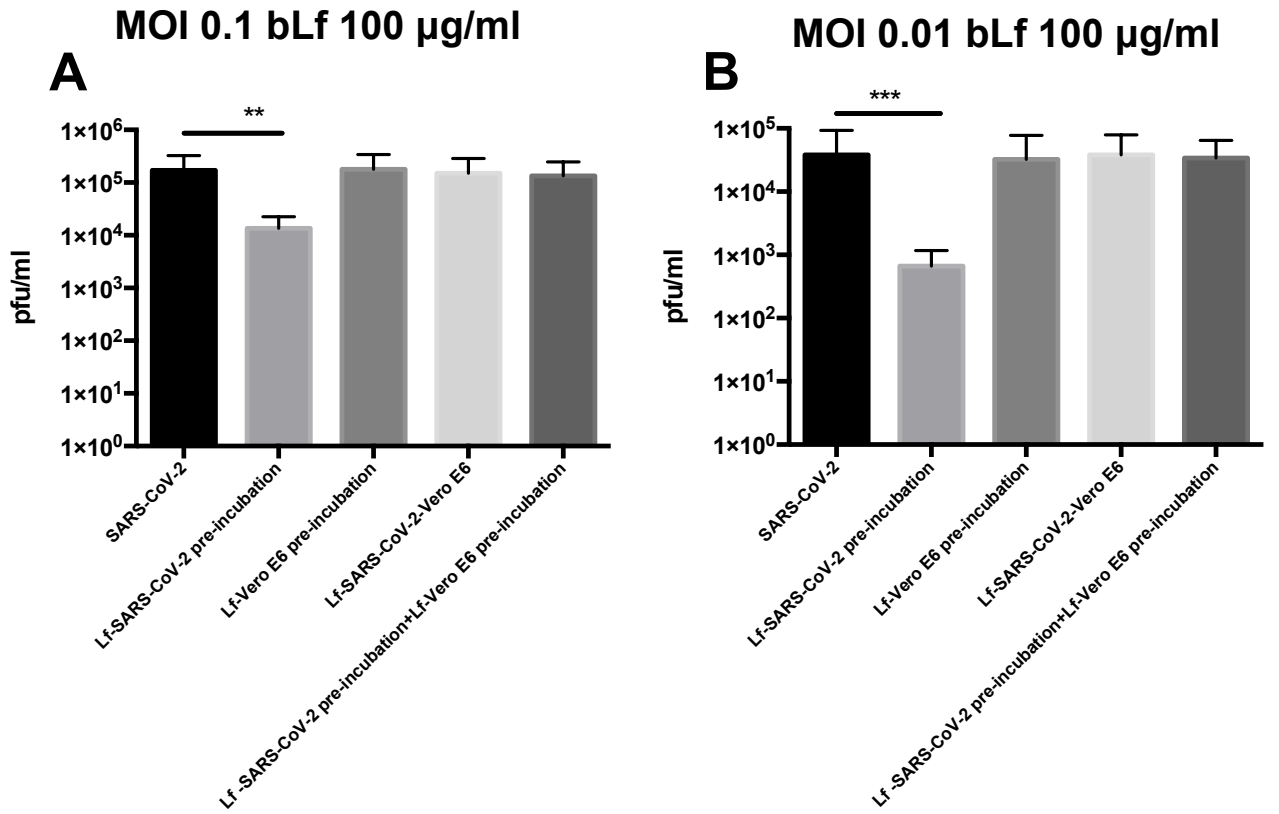 MOI 0.1 bLf 100 µg/ml
A
**
1×10⁶
1×10⁵
1×10⁴
1×10³
1×10²
1×10¹
1×10⁰
pfu/ml
SARS-CoV-2
Lf-SARS-CoV-2 pre-incubation
Lf-Vero E6 pre-incubation
Lf-SARS-CoV-2-Vero E6
Lf -SARS-CoV-2 pre-incubation+Lf-Vero E6 pre-incubation
MOI 0.01 bLf 100 µg/ml
B
***
1×10⁵
1×10⁴
1×10³
1×10²
1×10¹
1×10⁰
pfu/ml
SARS-CoV-2
Lf-SARS-CoV-2 pre-incubation
Lf-Vero E6 pre-incubation
Lf-SARS-CoV-2-Vero E6
Lf -SARS-CoV-2 pre-incubation+Lf-Vero E6 pre-incubation